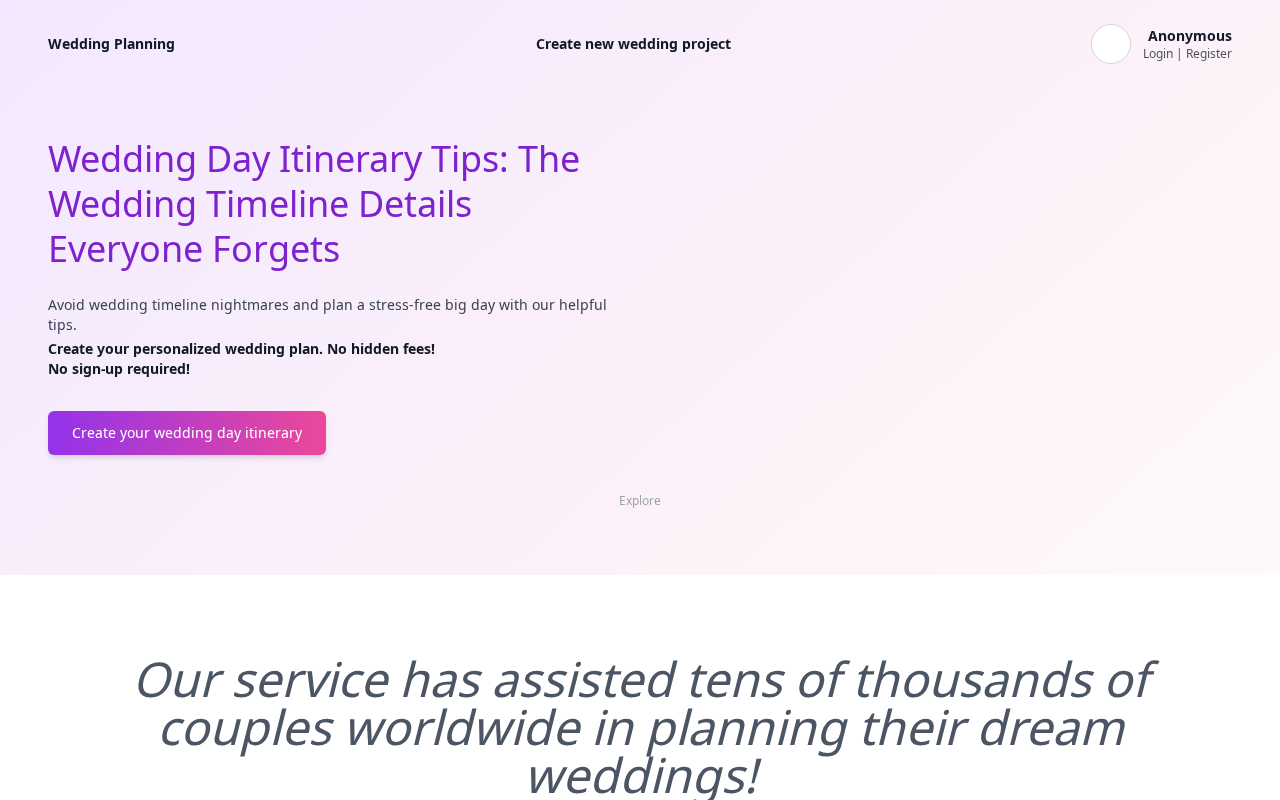 Wedding Planning
Create new wedding project
Anonymous
Login | Register
Wedding Day Itinerary Tips: The
Wedding Timeline Details
Everyone Forgets
Avoid wedding timeline nightmares and plan a stress-free big day with our helpful
tips.
Create your personalized wedding plan. No hidden fees!
No sign-up required!
Create your wedding day itinerary
Explore
Our service has assisted tens of thousands of
couples worldwide in planning their dream
weddings!